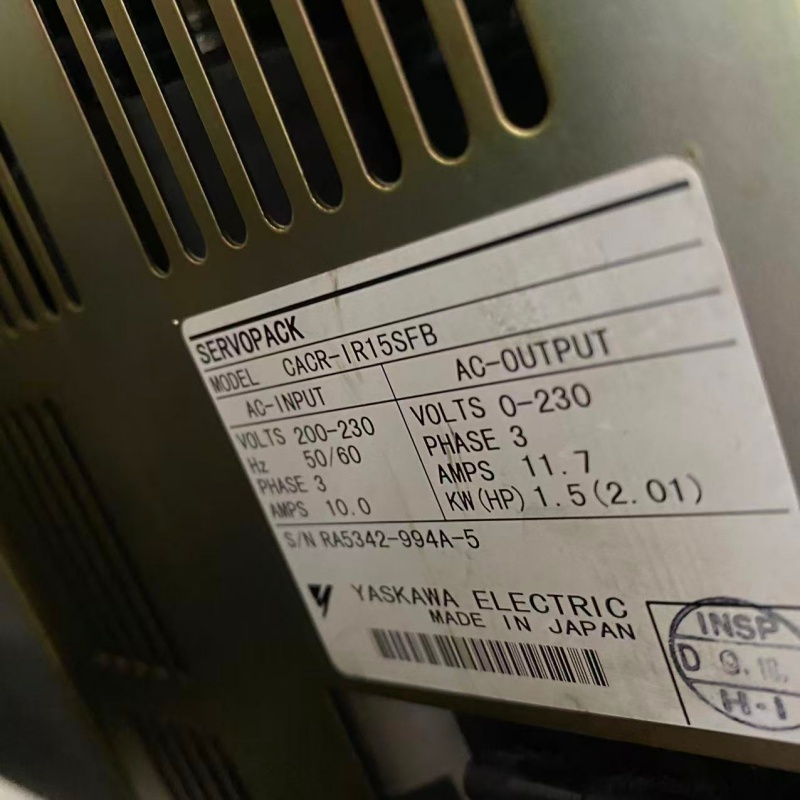 SERVOPACK
MODEL CACR-IR15SFB
AC-INPUT
VOLTS 200-230
Hz 50/60
PHASE 3
AMPS 10.0
AC-OUTPUT
VOLTS 0-230
PHASE 3
AMPS 11.7
KW(HP) 1.5(2.01)
S/N RA5342-994A-5
YASKAWA ELECTRIC
MADE IN JAPAN
INSP
D
H-I